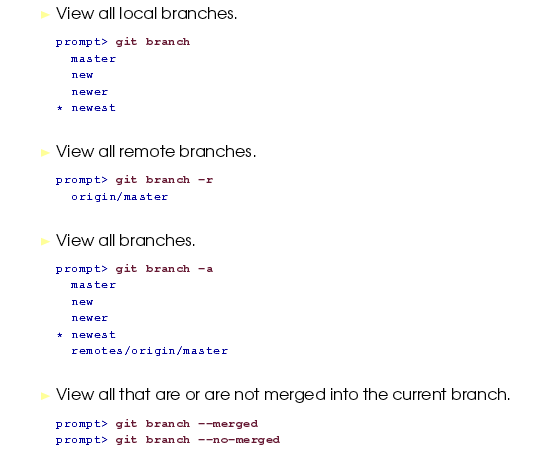 View all local branches.
prompt> git branch
master
new
newer
* newest
View all remote branches.
prompt> git branch -r
origin/master
View all branches.
prompt> git branch -a
master
new
newer
* newest
remotes/origin/master
View all that are or are not merged into the current branch.
prompt> git branch --merged
prompt> git branch --no-merged